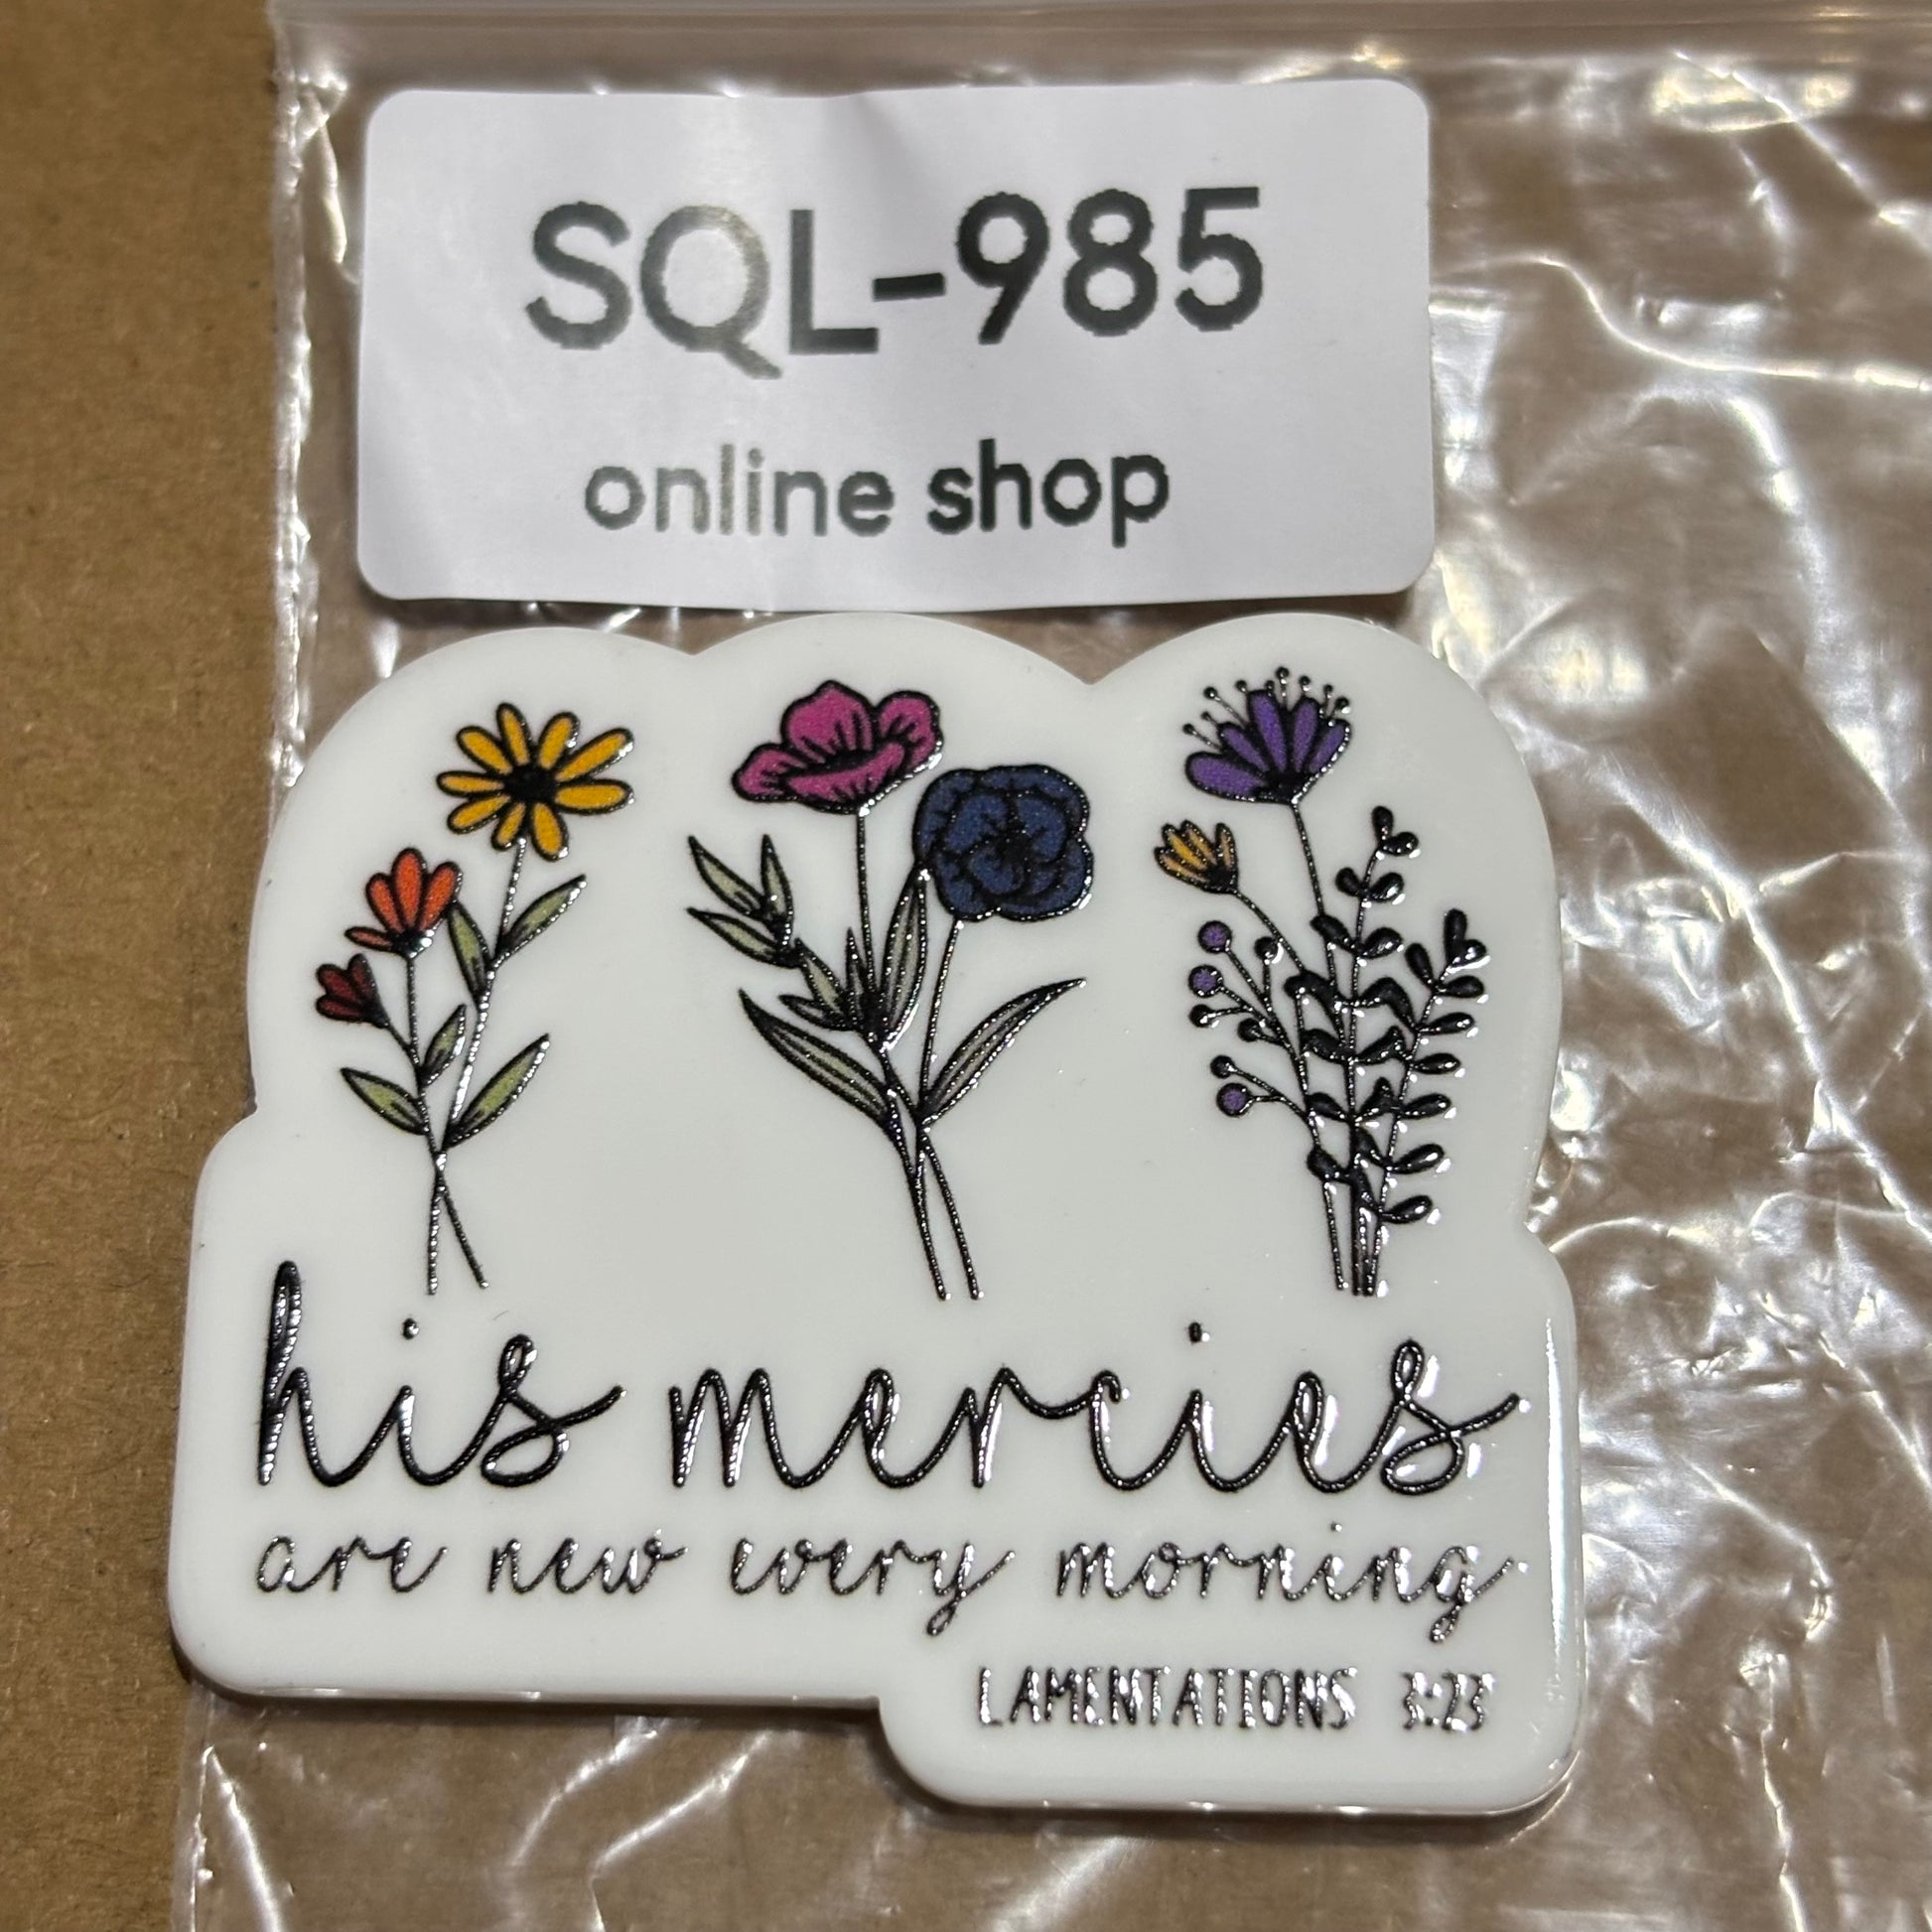 SQL-985
online shop
his mercies
are new every morning
LAMENTATIONS 3:23